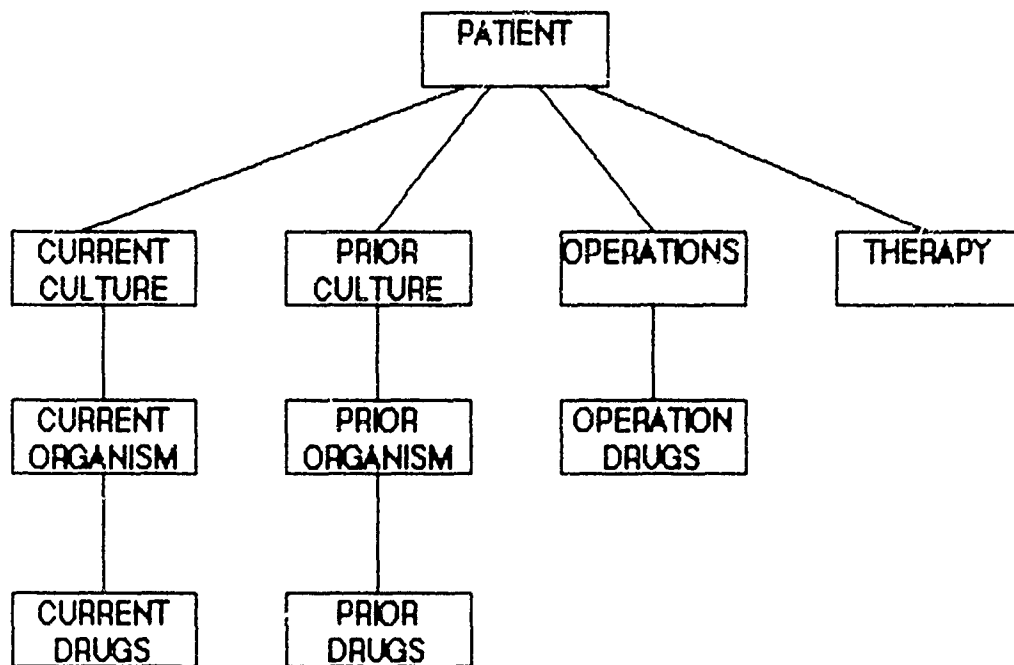 PATIENT
CURRENT
CULTURE
PRIOR
CULTURE
OPERATIONS
THERAPY
CURRENT
ORGANISM
PRIOR
ORGANISM
OPERATION
DRUGS
CURRENT
DRUGS
PRIOR
DRUGS